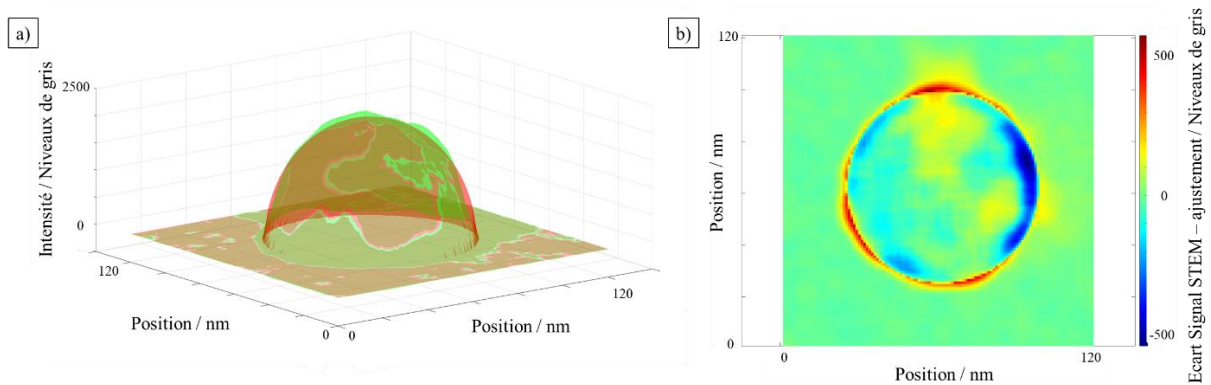 a)
Intensité / Niveaux de gris
2500
0
120
Position / nm
0
0
Position / nm
120
b)
120
Position / nm
0
0
120
Position / nm
500
0
-500
Ecart Signal STEM – ajustement / Niveaux de gris